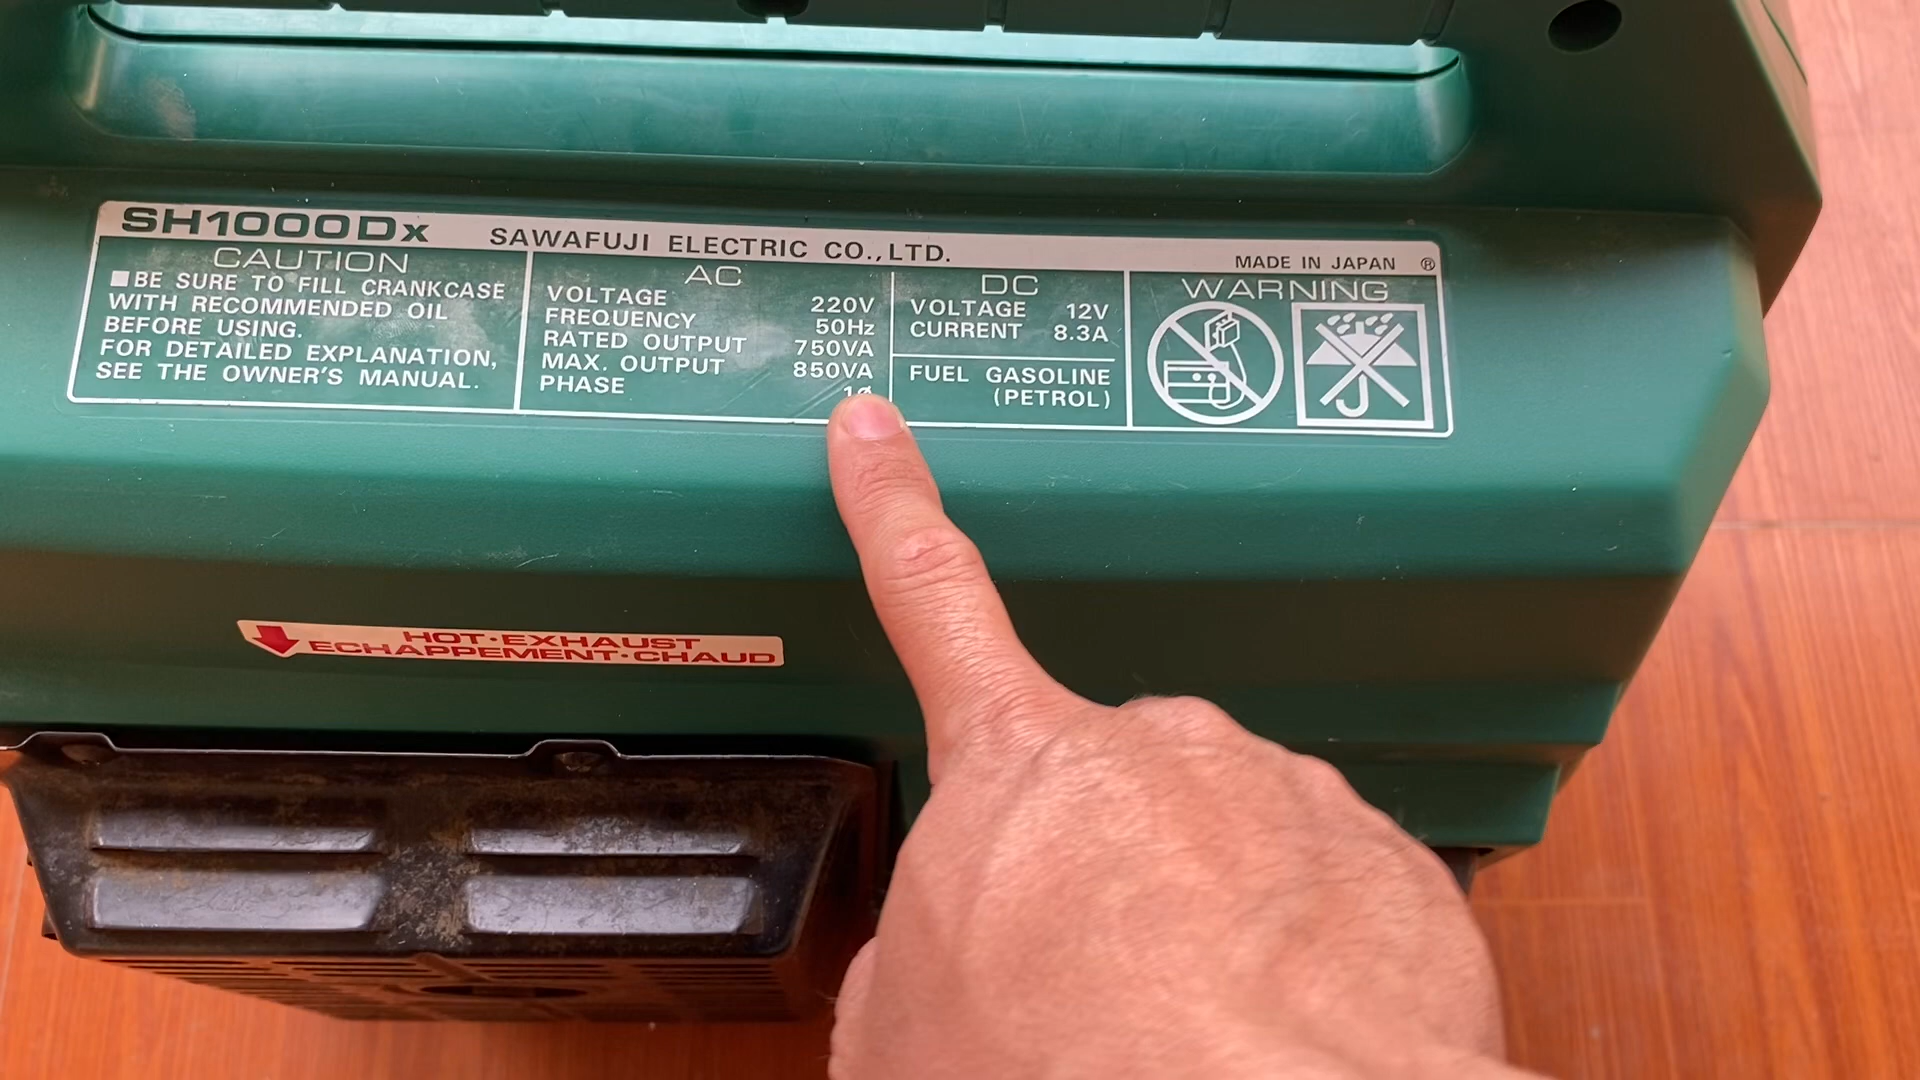 SH1000Dx SAWAFUJI ELECTRIC CO.,LTD. MADE IN JAPAN ®
CAUTION
■BE SURE TO FILL CRANKCASE
WITH RECOMMENDED OIL
BEFORE USING.
FOR DETAILED EXPLANATION,
SEE THE OWNER'S MANUAL.
AC
VOLTAGE 220V
FREQUENCY 50Hz
RATED OUTPUT 750VA
MAX. OUTPUT 850VA
PHASE 1ø
DC
VOLTAGE 12V
CURRENT 8.3A
FUEL GASOLINE
(PETROL)
WARNING
HOT·EXHAUST
ECHAPPEMENT·CHAUD